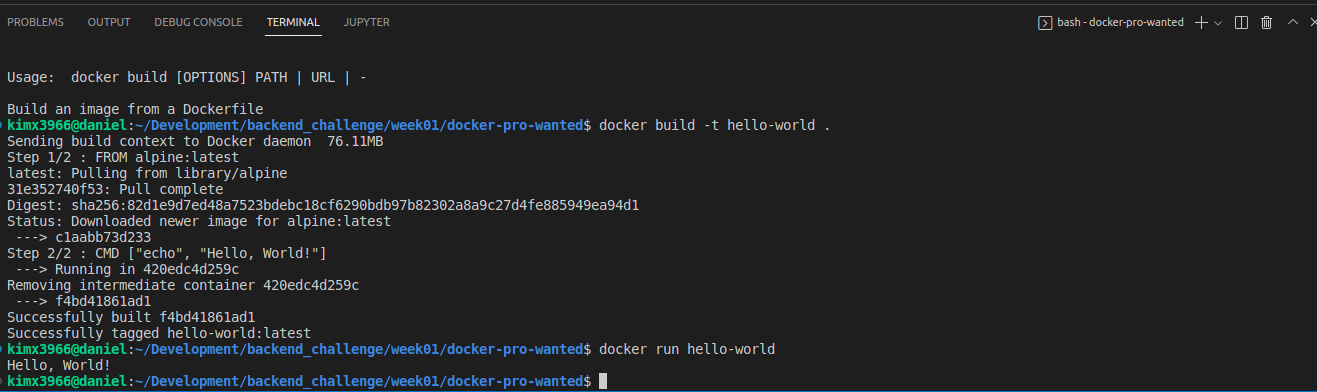 PROBLEMS OUTPUT DEBUG CONSOLE TERMINAL JUPYTER bash - docker-pro-wanted
Usage:  docker build [OPTIONS] PATH | URL | -
Build an image from a Dockerfile
kimx3966@daniel:~/Development/backend_challenge/week01/docker-pro-wanted$ docker build -t hello-world .
Sending build context to Docker daemon  76.11MB
Step 1/2 : FROM alpine:latest
latest: Pulling from library/alpine
31e352740f53: Pull complete
Digest: sha256:82d1e9d7ed48a7523bdebc18cf6290bdb97b82302a8a9c27d4fe885949ea94d1
Status: Downloaded newer image for alpine:latest
 ---> c1aabb73d233
Step 2/2 : CMD ["echo", "Hello, World!"]
 ---> Running in 420edc4d259c
Removing intermediate container 420edc4d259c
 ---> f4bd41861ad1
Successfully built f4bd41861ad1
Successfully tagged hello-world:latest
kimx3966@daniel:~/Development/backend_challenge/week01/docker-pro-wanted$ docker run hello-world
Hello, World!
kimx3966@daniel:~/Development/backend_challenge/week01/docker-pro-wanted$